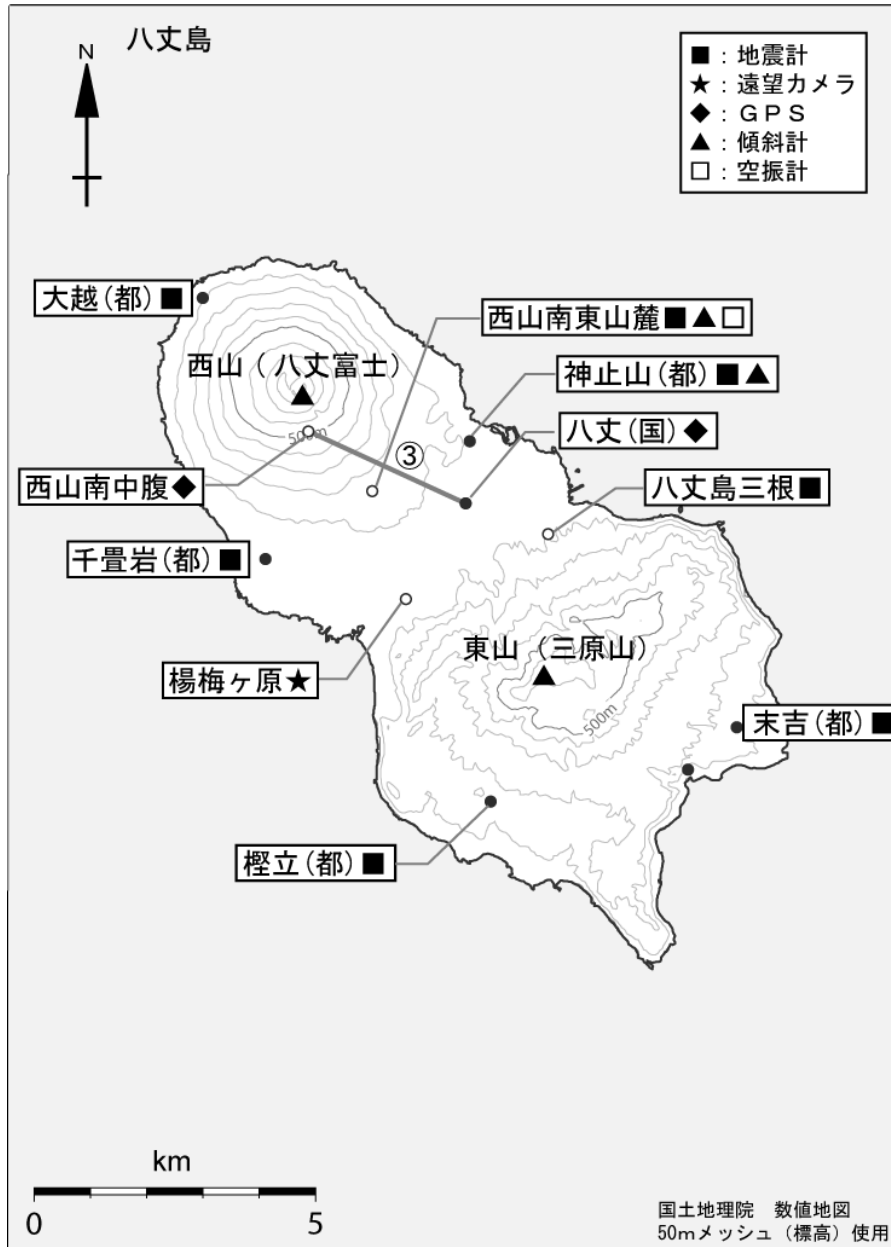 八丈島
N
■：地震計
★：遠望カメラ
◆：ＧＰＳ
▲：傾斜計
□：空振計
大越(都)■
西山南東山麓■▲□
西山（八丈富士）
神止山(都)■▲
八丈(国)◆
500m
③
西山南中腹◆
八丈島三根■
千畳岩(都)■
東山（三原山）
楊梅ヶ原★
500m
末吉(都)■
樫立(都)■
km
0 5
国土地理院　数値地図
50mメッシュ（標高）使用